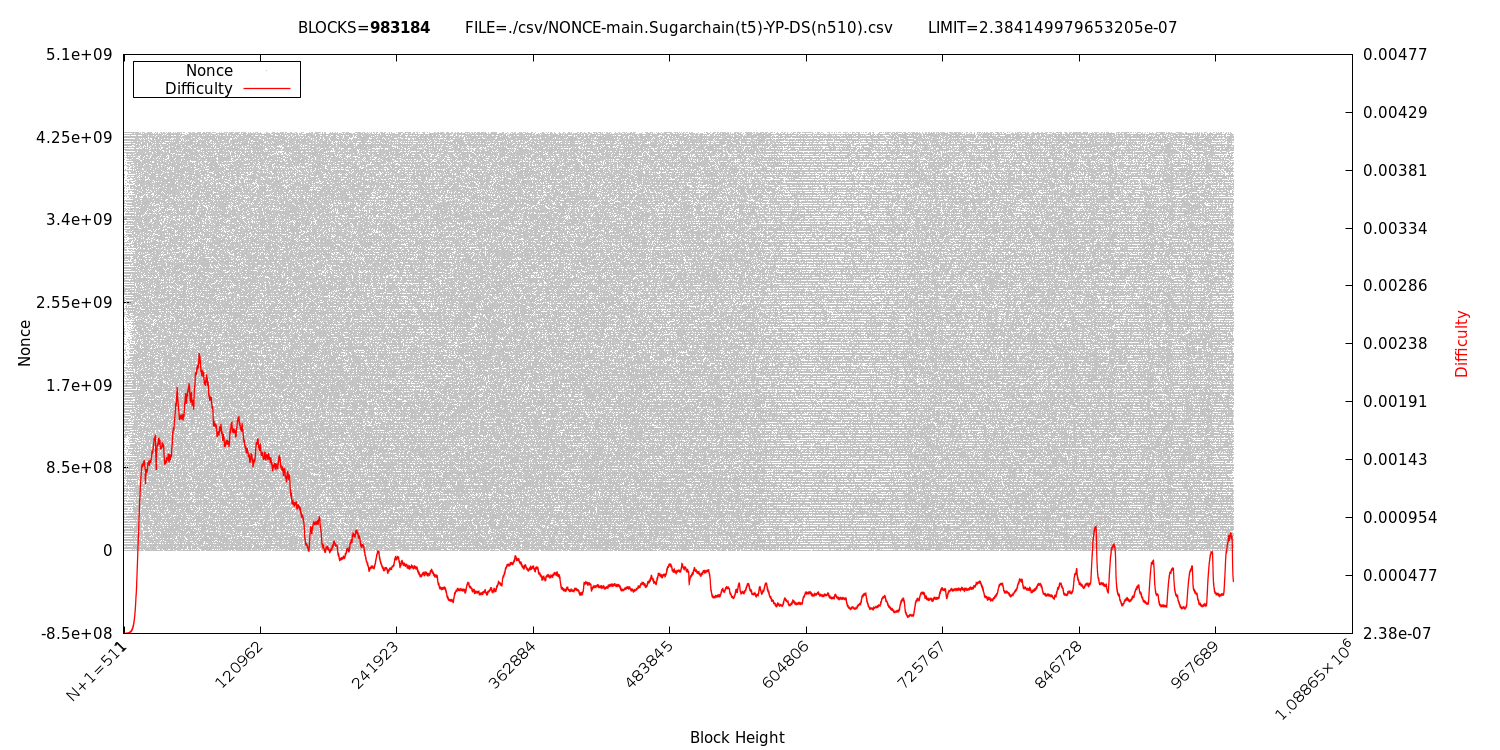 BLOCKS=983184 FILE=./csv/NONCE-main.Sugarchain(t5)-YP-DS(n510).csv LIMIT=2.384149979653205e-07
Nonce
Difficulty
5.1e+09
4.25e+09
3.4e+09
2.55e+09
1.7e+09
8.5e+08
0
-8.5e+08
Nonce
0.00477
0.00429
0.00381
0.00334
0.00286
0.00238
0.00191
0.00143
0.000954
0.000477
2.38e-07
Difficulty
N+1=511
120962
241923
362884
483845
604806
725767
846728
967689
1.08865×10⁶
Block Height